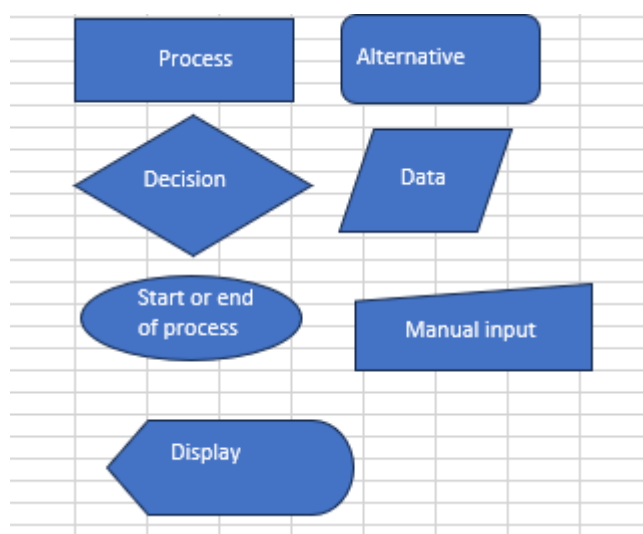 Process
Alternative
Decision
Data
Start or end
of process
Manual input
Display